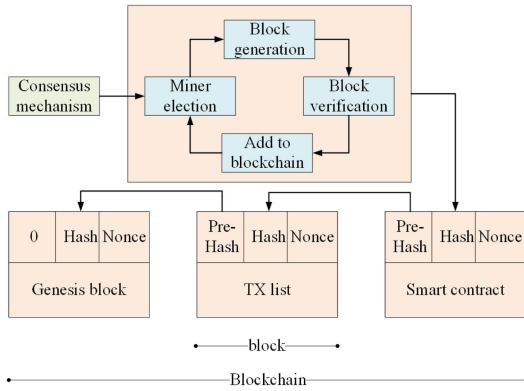 Block
generation
Consensus
mechanism
Miner
election
Block
verification
Add to
blockchain
0
Hash
Nonce
Pre-
Hash
Hash
Nonce
Pre-
Hash
Hash
Nonce
Genesis block
TX list
Smart contract
block
Blockchain